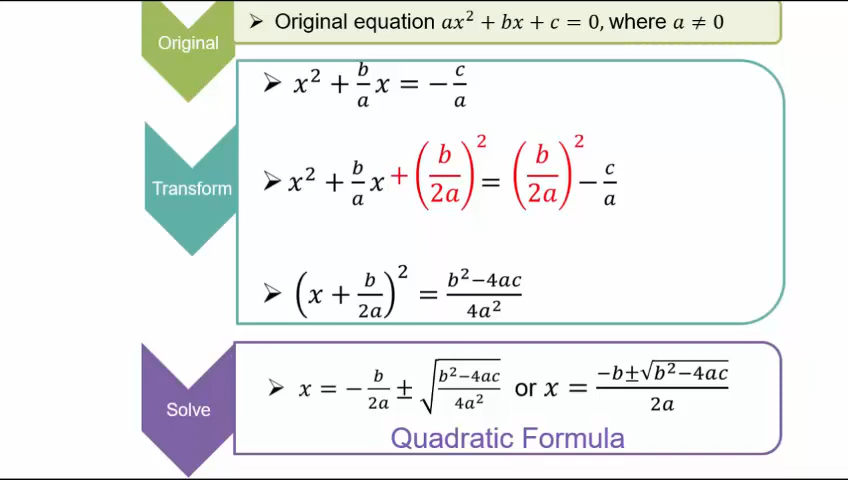 Original
➢ Original equation ax² + bx + c = 0, where a ≠ 0
➢ x² + b/a x = − c/a
Transform
➢ x² + b/a x + (b/2a)² = (b/2a)² − c/a
➢ (x + b/2a)² = b²−4ac/4a²
Solve
➢ x = − b/2a ± √(b²−4ac/4a²) or x = −b±√(b²−4ac)/2a
Quadratic Formula